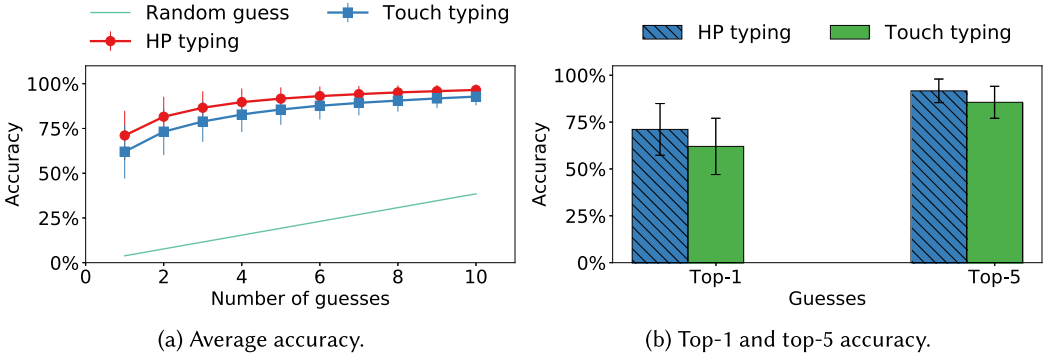 Random guess
Touch typing
HP typing
100%
75%
50%
25%
0%
Accuracy
0 2 4 6 8 10
Number of guesses
(a) Average accuracy.
HP typing
Touch typing
100%
75%
50%
25%
0%
Accuracy
Top-1 Top-5
Guesses
(b) Top-1 and top-5 accuracy.